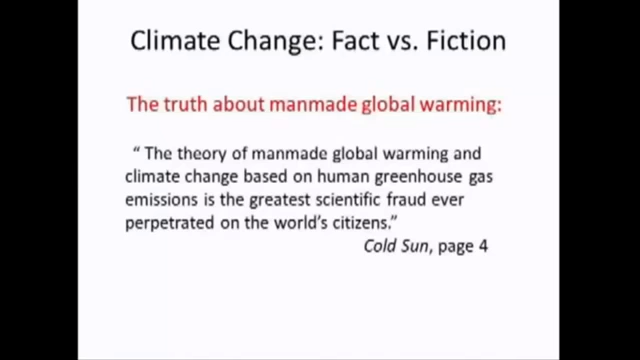 Climate Change: Fact vs. Fiction
The truth about manmade global warming:
“ The theory of manmade global warming and
climate change based on human greenhouse gas
emissions is the greatest scientific fraud ever
perpetrated on the world’s citizens.”
Cold Sun, page 4